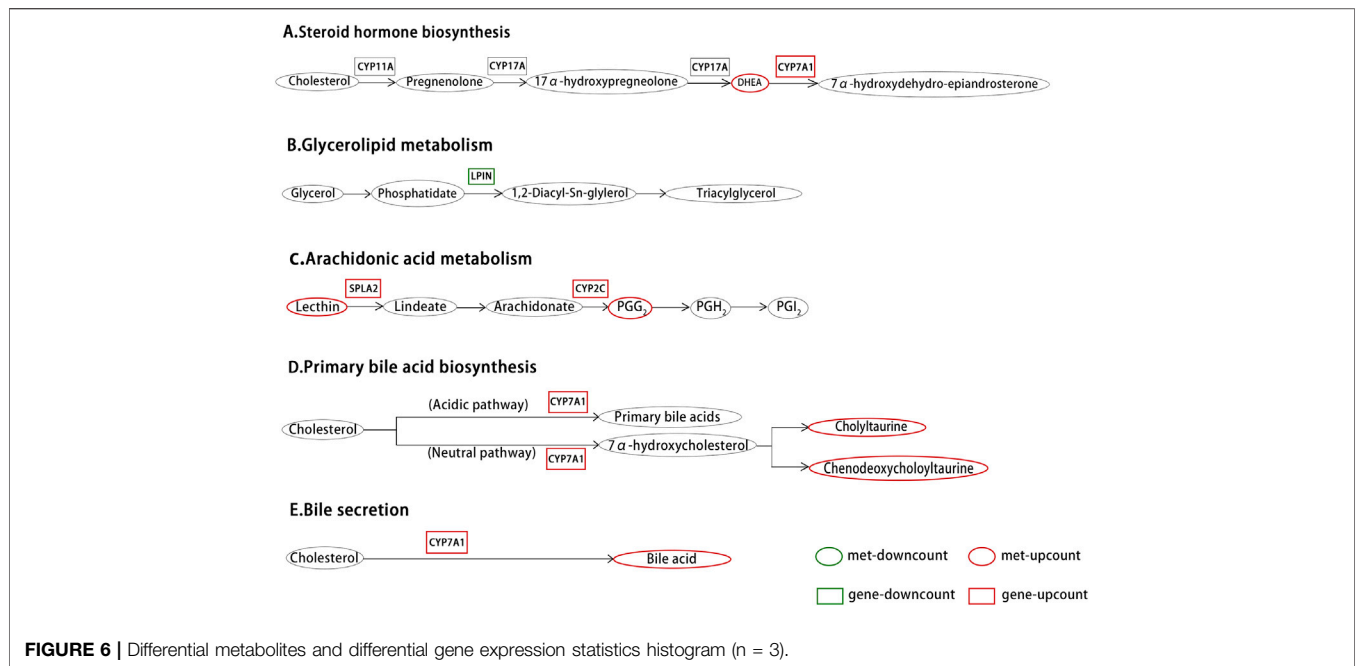 A.Steroid hormone biosynthesis
CYP11A CYP17A CYP17A CYP7A1
Cholesterol Pregnenolone 17α-hydroxypregneolone DHEA 7α-hydroxydehydro-epiandrosterone
B.Glycerolipid metabolism
LPIN
Glycerol Phosphatidate 1,2-Diacyl-Sn-glylerol Triacylglycerol
C.Arachidonic acid metabolism
SPLA2 CYP2C
Lecthin Lindeate Arachidonate PGG₂ PGH₂ PGI₂
D.Primary bile acid biosynthesis
(Acidic pathway) CYP7A1
Primary bile acids
Cholesterol Cholyltaurine
(Neutral pathway) 7α-hydroxycholesterol
CYP7A1
Chenodeoxycholoyltaurine
E.Bile secretion
CYP7A1
Cholesterol Bile acid
met-downcount met-upcount
gene-downcount gene-upcount
FIGURE 6 | Differential metabolites and differential gene expression statistics histogram (n = 3).